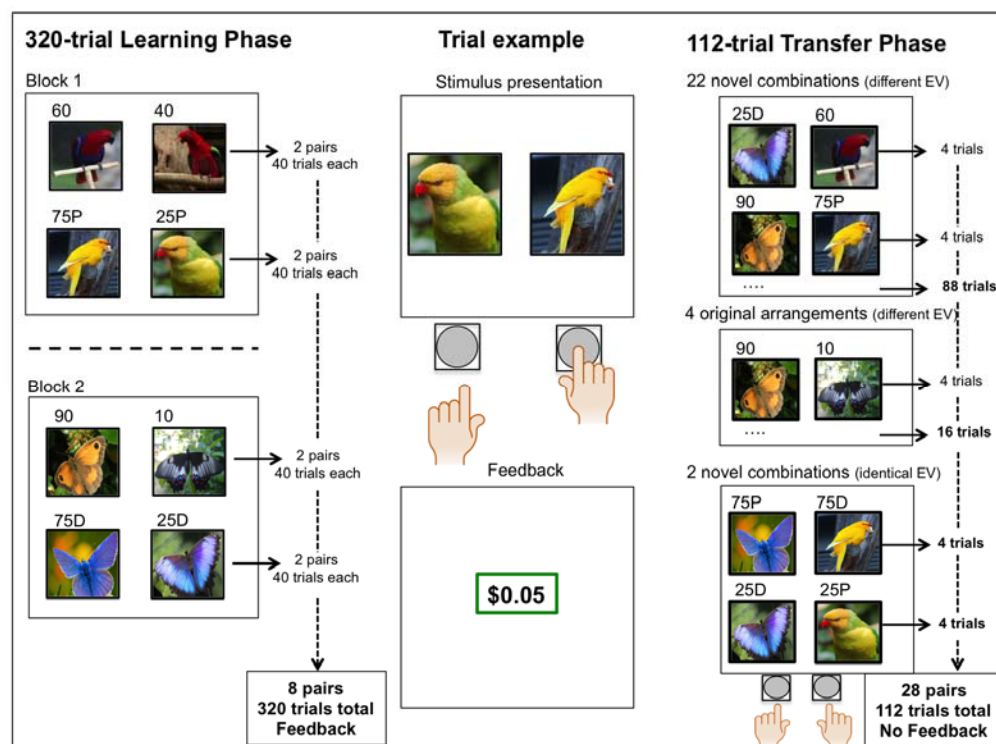 320-trial Learning Phase
Block 1
60 40
2 pairs
40 trials each
75P 25P
2 pairs
40 trials each
Block 2
90 10
2 pairs
40 trials each
75D 25D
2 pairs
40 trials each
8 pairs
320 trials total
Feedback
Trial example
Stimulus presentation
Feedback
$0.05
112-trial Transfer Phase
22 novel combinations (different EV)
25D 60
4 trials
90 75P
4 trials
....
88 trials
4 original arrangements (different EV)
90 10
4 trials
....
16 trials
2 novel combinations (identical EV)
75P 75D
4 trials
25D 25P
4 trials
28 pairs
112 trials total
No Feedback